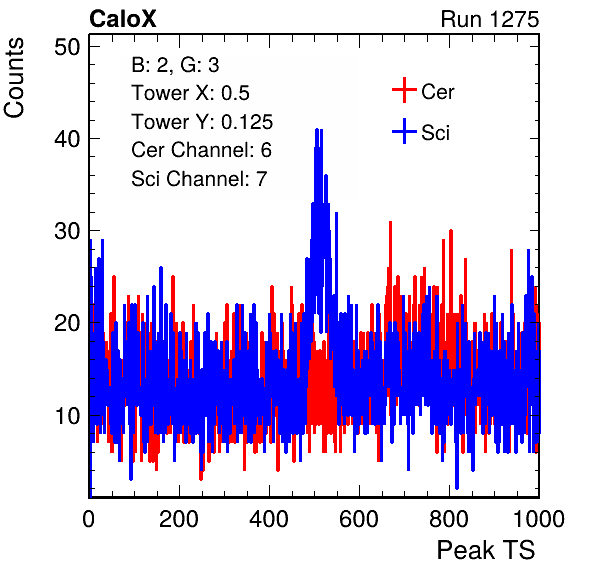 CaloX Run 1275
Counts
50
40
30
20
10
B: 2, G: 3
Tower X: 0.5
Tower Y: 0.125
Cer Channel: 6
Sci Channel: 7
Cer
Sci
0 200 400 600 800 1000
Peak TS